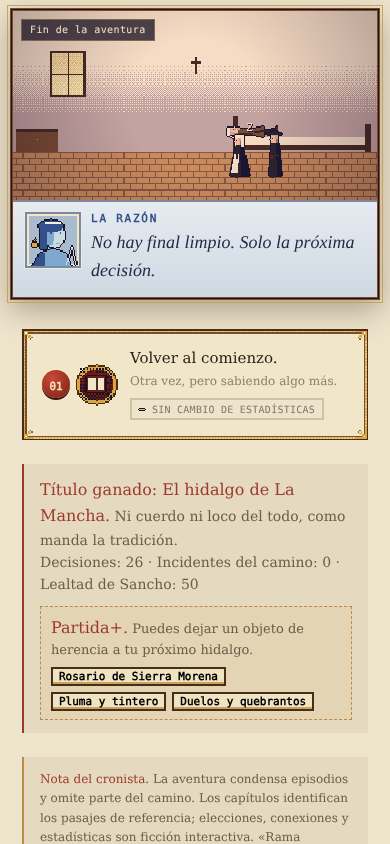 Fin de la aventura
LA RAZÓN
No hay final limpio. Solo la próxima
decisión.
01
Volver al comienzo.
Otra vez, pero sabiendo algo más.
SIN CAMBIO DE ESTADÍSTICAS
Título ganado: El hidalgo de La
Mancha. Ni cuerdo ni loco del todo, como
manda la tradición.
Decisiones: 26 · Incidentes del camino: 0 ·
Lealtad de Sancho: 50
Partida+. Puedes dejar un objeto de
herencia a tu próximo hidalgo.
Rosario de Sierra Morena
Pluma y tintero
Duelos y quebrantos
Nota del cronista. La aventura condensa episodios
y omite parte del camino. Los capítulos identifican
los pasajes de referencia; elecciones, conexiones y
estadísticas son ficción interactiva. «Rama